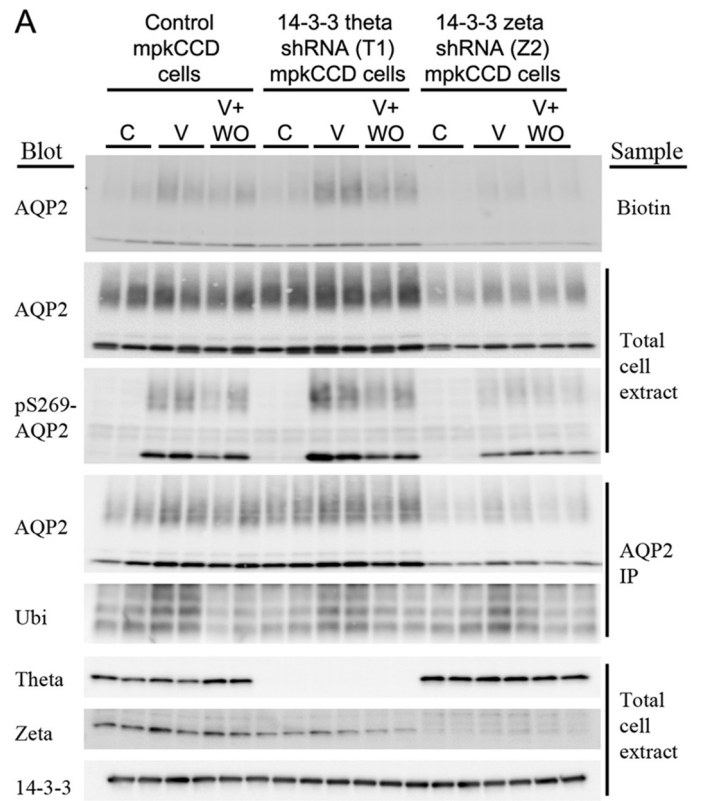 A
Control
mpkCCD
cells
14-3-3 theta
shRNA (T1)
mpkCCD cells
14-3-3 zeta
shRNA (Z2)
mpkCCD cells
C V V+
WO C V V+
WO C V V+
WO
Blot
Sample
AQP2
Biotin
AQP2
pS269-
AQP2
Total
cell
extract
AQP2
Ubi
AQP2
IP
Theta
Zeta
14-3-3
Total
cell
extract